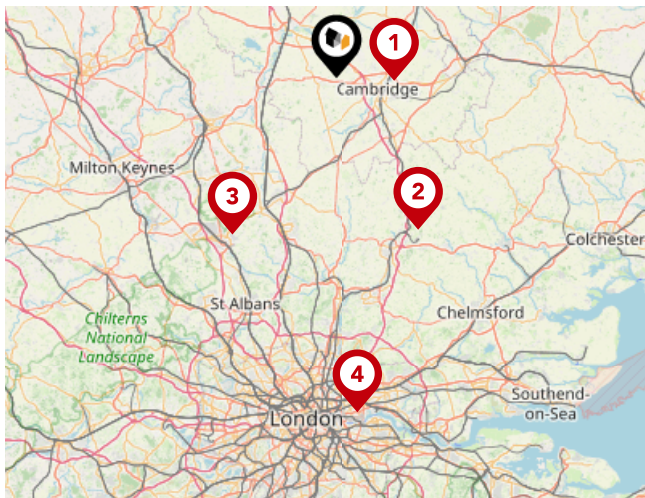 1
Cambridge
Milton Keynes
3
2
Colchester
St Albans
Chelmsford
Chilterns
National
Landscape
4
London
Southend-
on-Sea